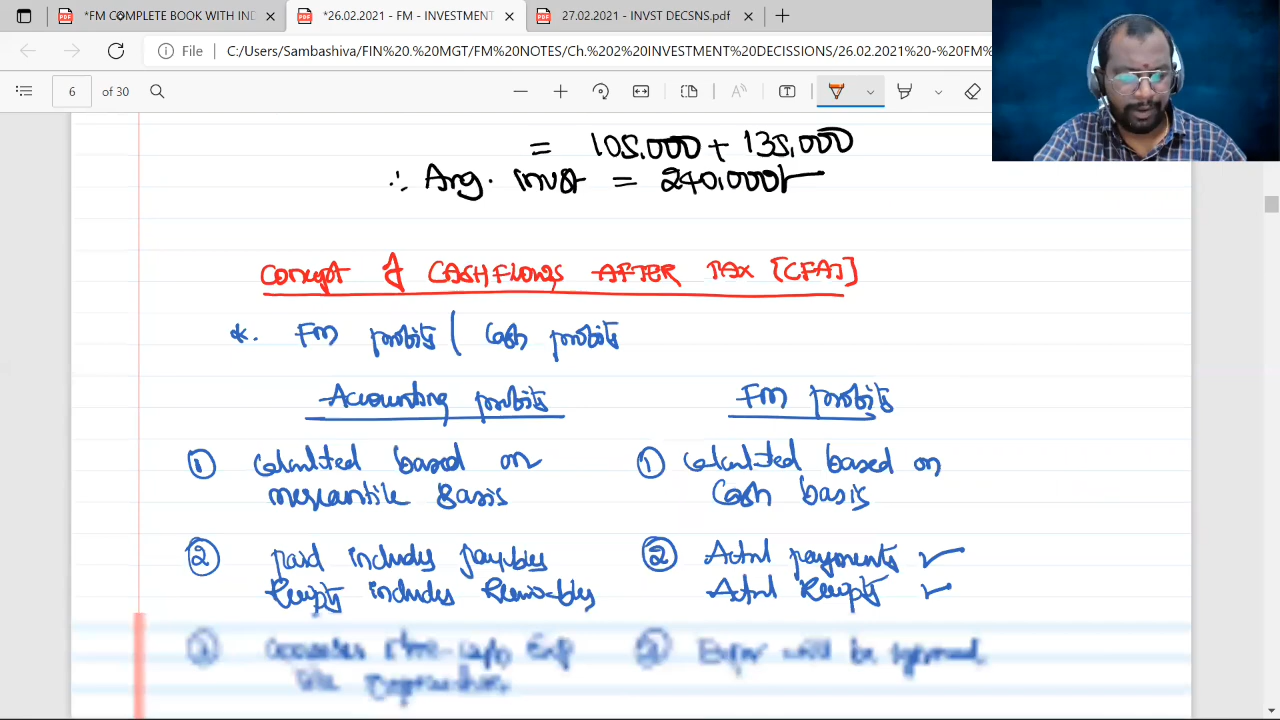 *FM COMPLETE BOOK WITH IND
*26.02.2021 - FM - INVESTMENT
27.02.2021 - INVST DECSNS.pdf
File C:/Users/Sambashiva/FIN%20.%20MGT/FM%20NOTES/Ch.%202%20INVESTMENT%20DECISSIONS/26.02.2021%20-%20FM%
6 of 30
= 105,000 + 135,000
∴ Avg. invst = 240,000/-
Concept of CASHFLOWS AFTER TAX [CFAT]
*. FM profits | Cash profits
Accounting profits FM profits
① Calculated based on ① Calculated based on
mercantile Basis Cash basis
② paid includes payables ② Actual payments ✓
Receipts includes Receivables Actual Receipts ✓